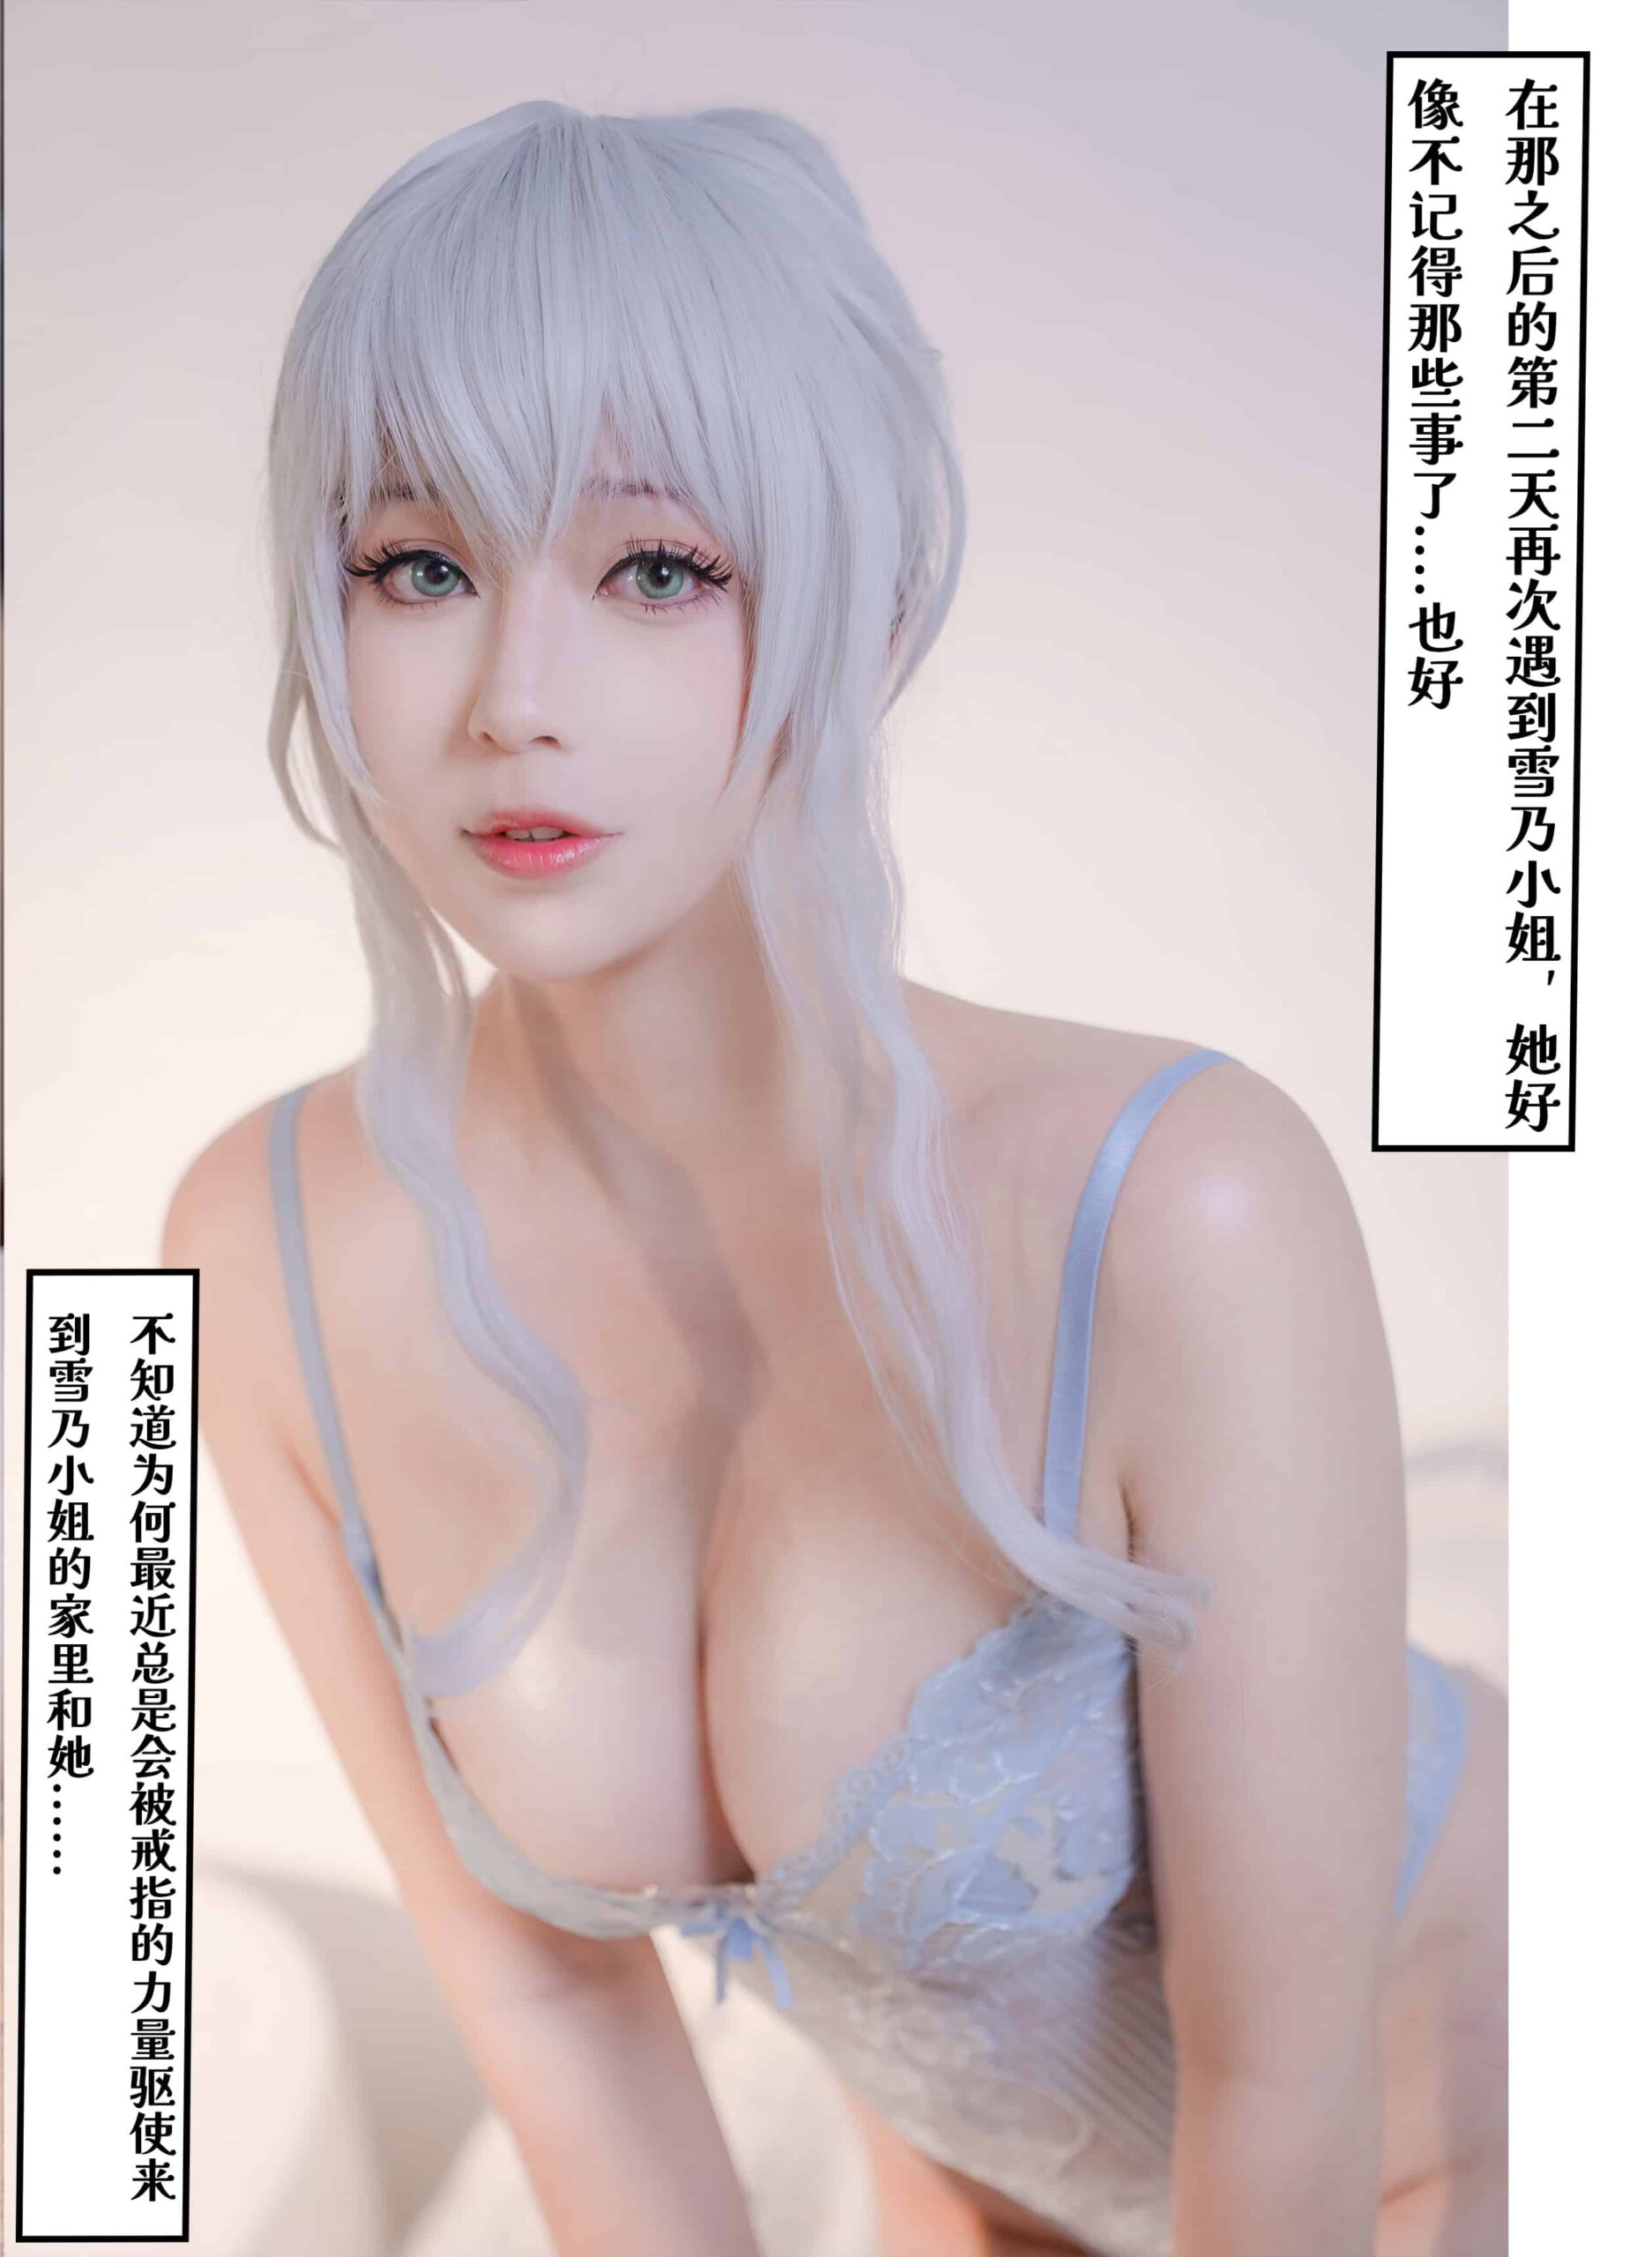 在那之后的第二天再次遇到雪乃小姐，她好
像不记得那些事了……也好
不知道为何最近总是会被戒指的力量驱使来
到雪乃小姐的家里和她……